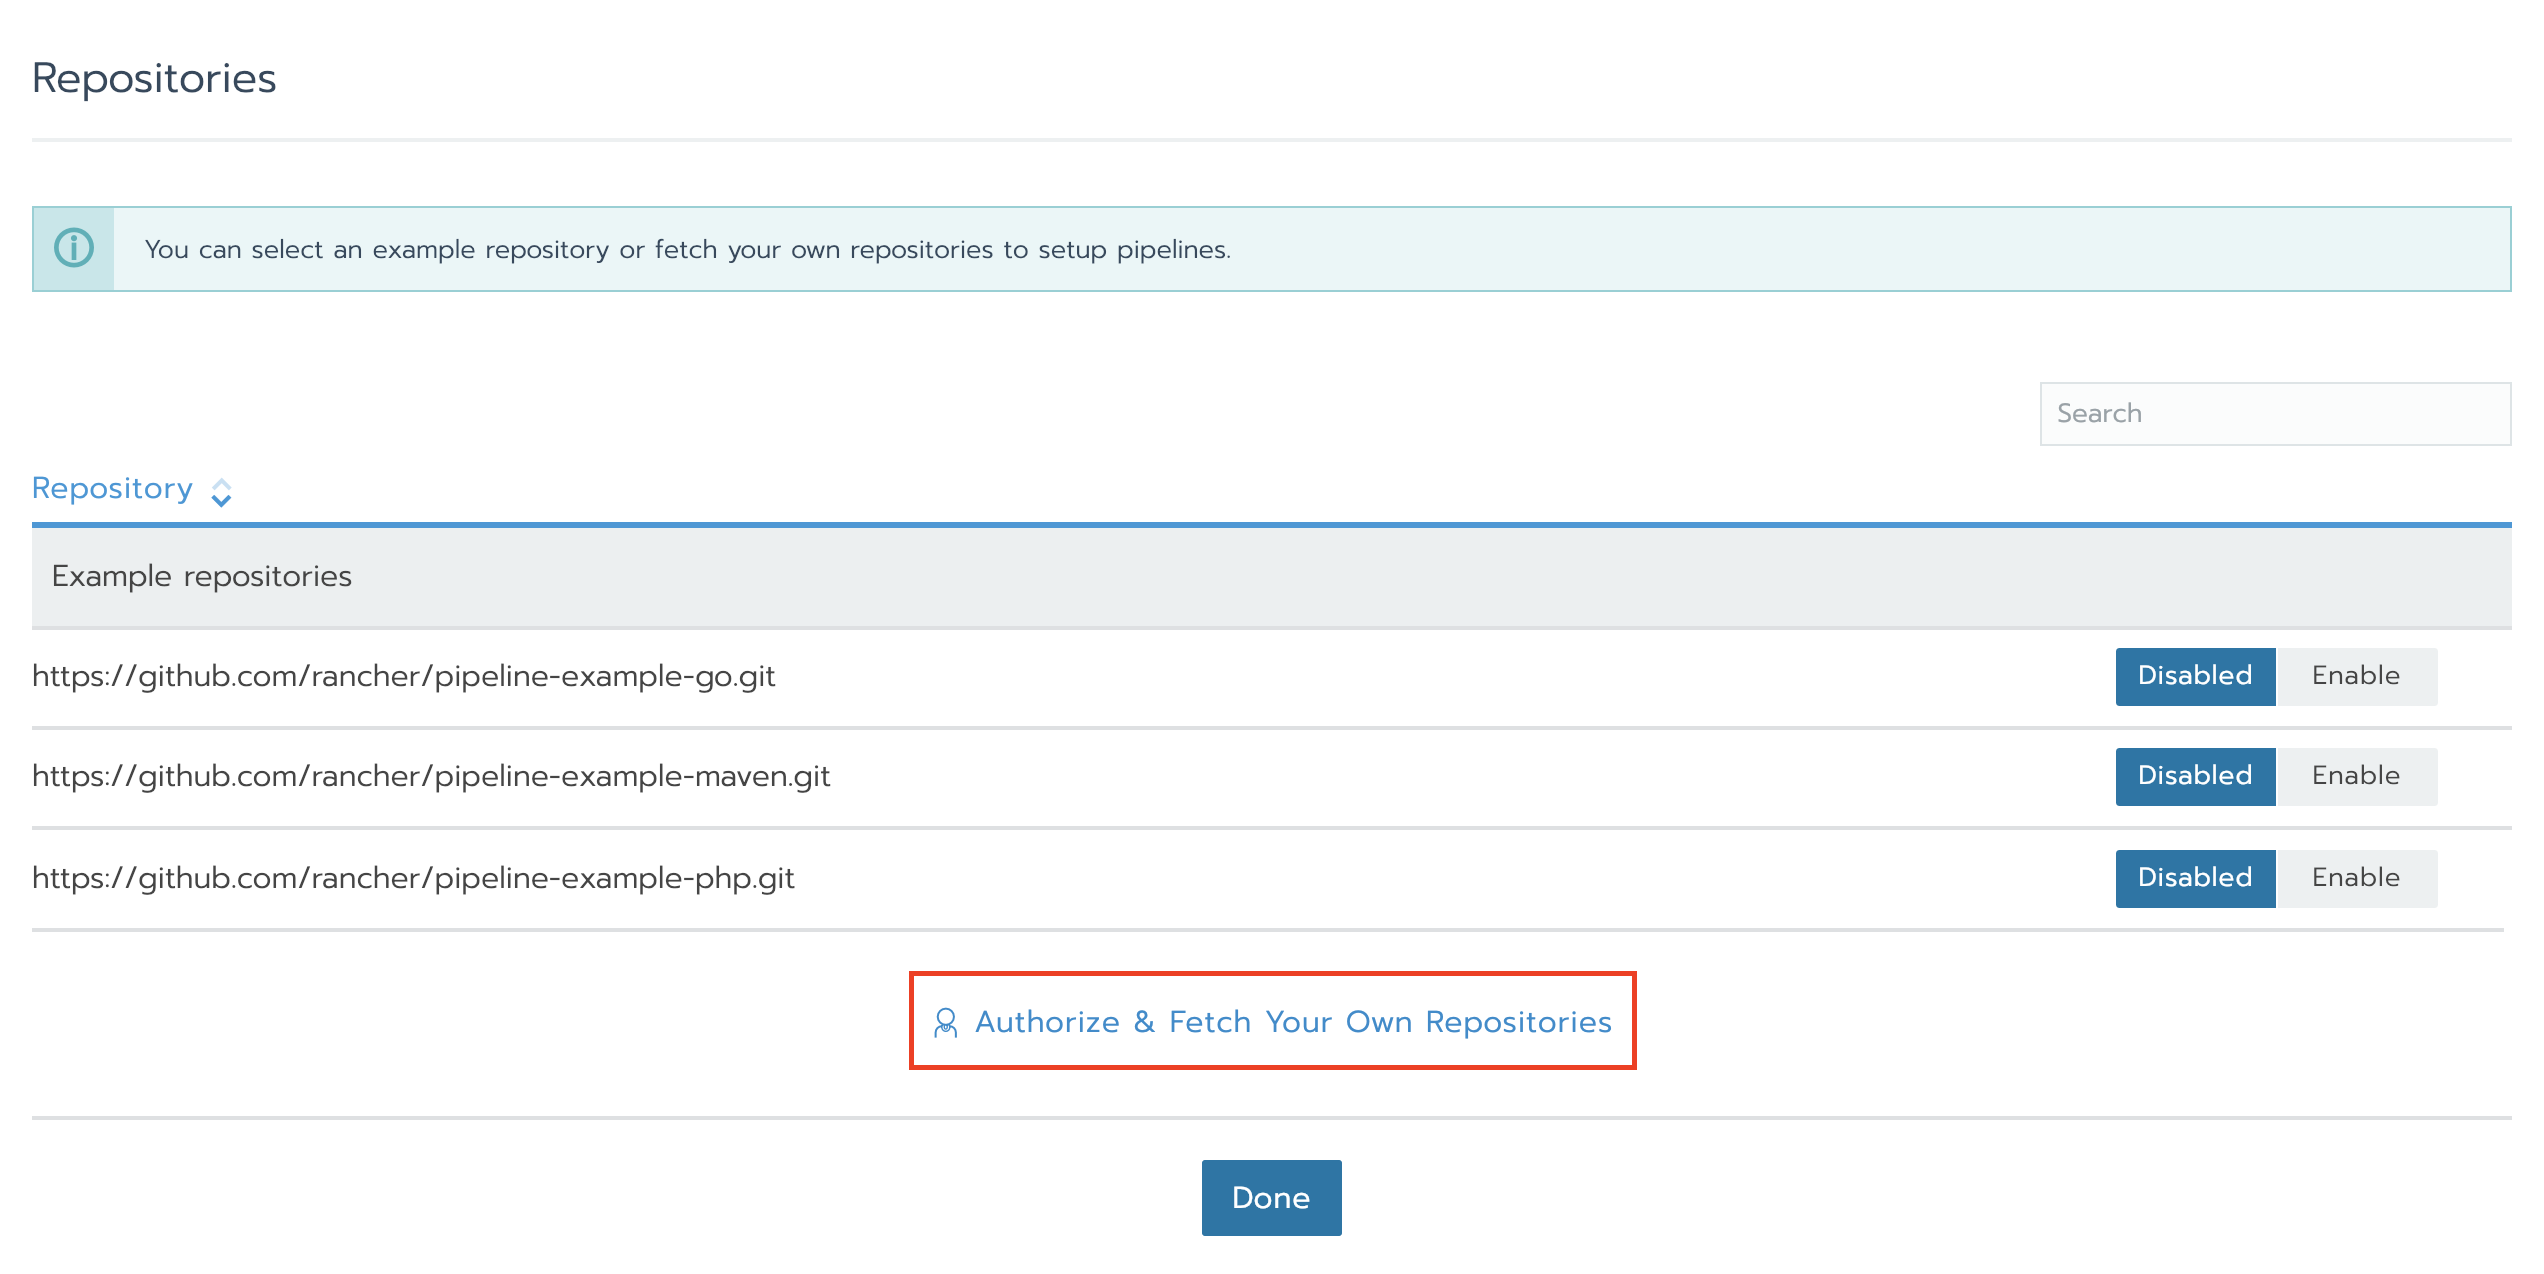 Repositories
You can select an example repository or fetch your own repositories to setup pipelines.
Search
Repository
Example repositories
https://github.com/rancher/pipeline-example-go.git Disabled Enable
https://github.com/rancher/pipeline-example-maven.git Disabled Enable
https://github.com/rancher/pipeline-example-php.git Disabled Enable
Authorize & Fetch Your Own Repositories
Done